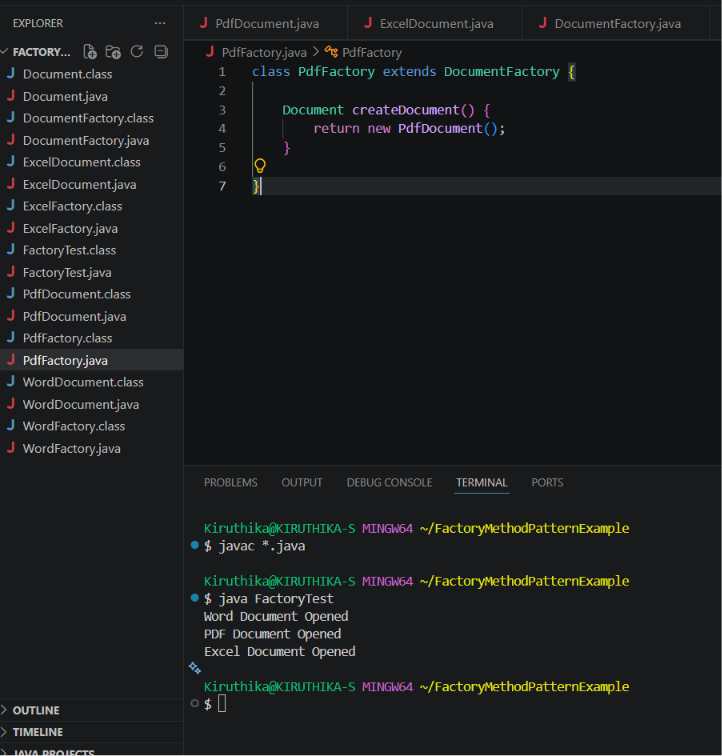 EXPLORER ···
FACTORY...
Document.class
Document.java
DocumentFactory.class
DocumentFactory.java
ExcelDocument.class
ExcelDocument.java
ExcelFactory.class
ExcelFactory.java
FactoryTest.class
FactoryTest.java
PdfDocument.class
PdfDocument.java
PdfFactory.class
PdfFactory.java
WordDocument.class
WordDocument.java
WordFactory.class
WordFactory.java
OUTLINE
TIMELINE
JAVA PROJECTS
PdfDocument.java ExcelDocument.java DocumentFactory.java
PdfFactory.java > PdfFactory
1 class PdfFactory extends DocumentFactory {
2
3 Document createDocument() {
4 return new PdfDocument();
5 }
6
7 }
PROBLEMS OUTPUT DEBUG CONSOLE TERMINAL PORTS
Kiruthika@KIRUTHIKA-S MINGW64 ~/FactoryMethodPatternExample
$ javac *.java
Kiruthika@KIRUTHIKA-S MINGW64 ~/FactoryMethodPatternExample
$ java FactoryTest
Word Document Opened
PDF Document Opened
Excel Document Opened
Kiruthika@KIRUTHIKA-S MINGW64 ~/FactoryMethodPatternExample
$